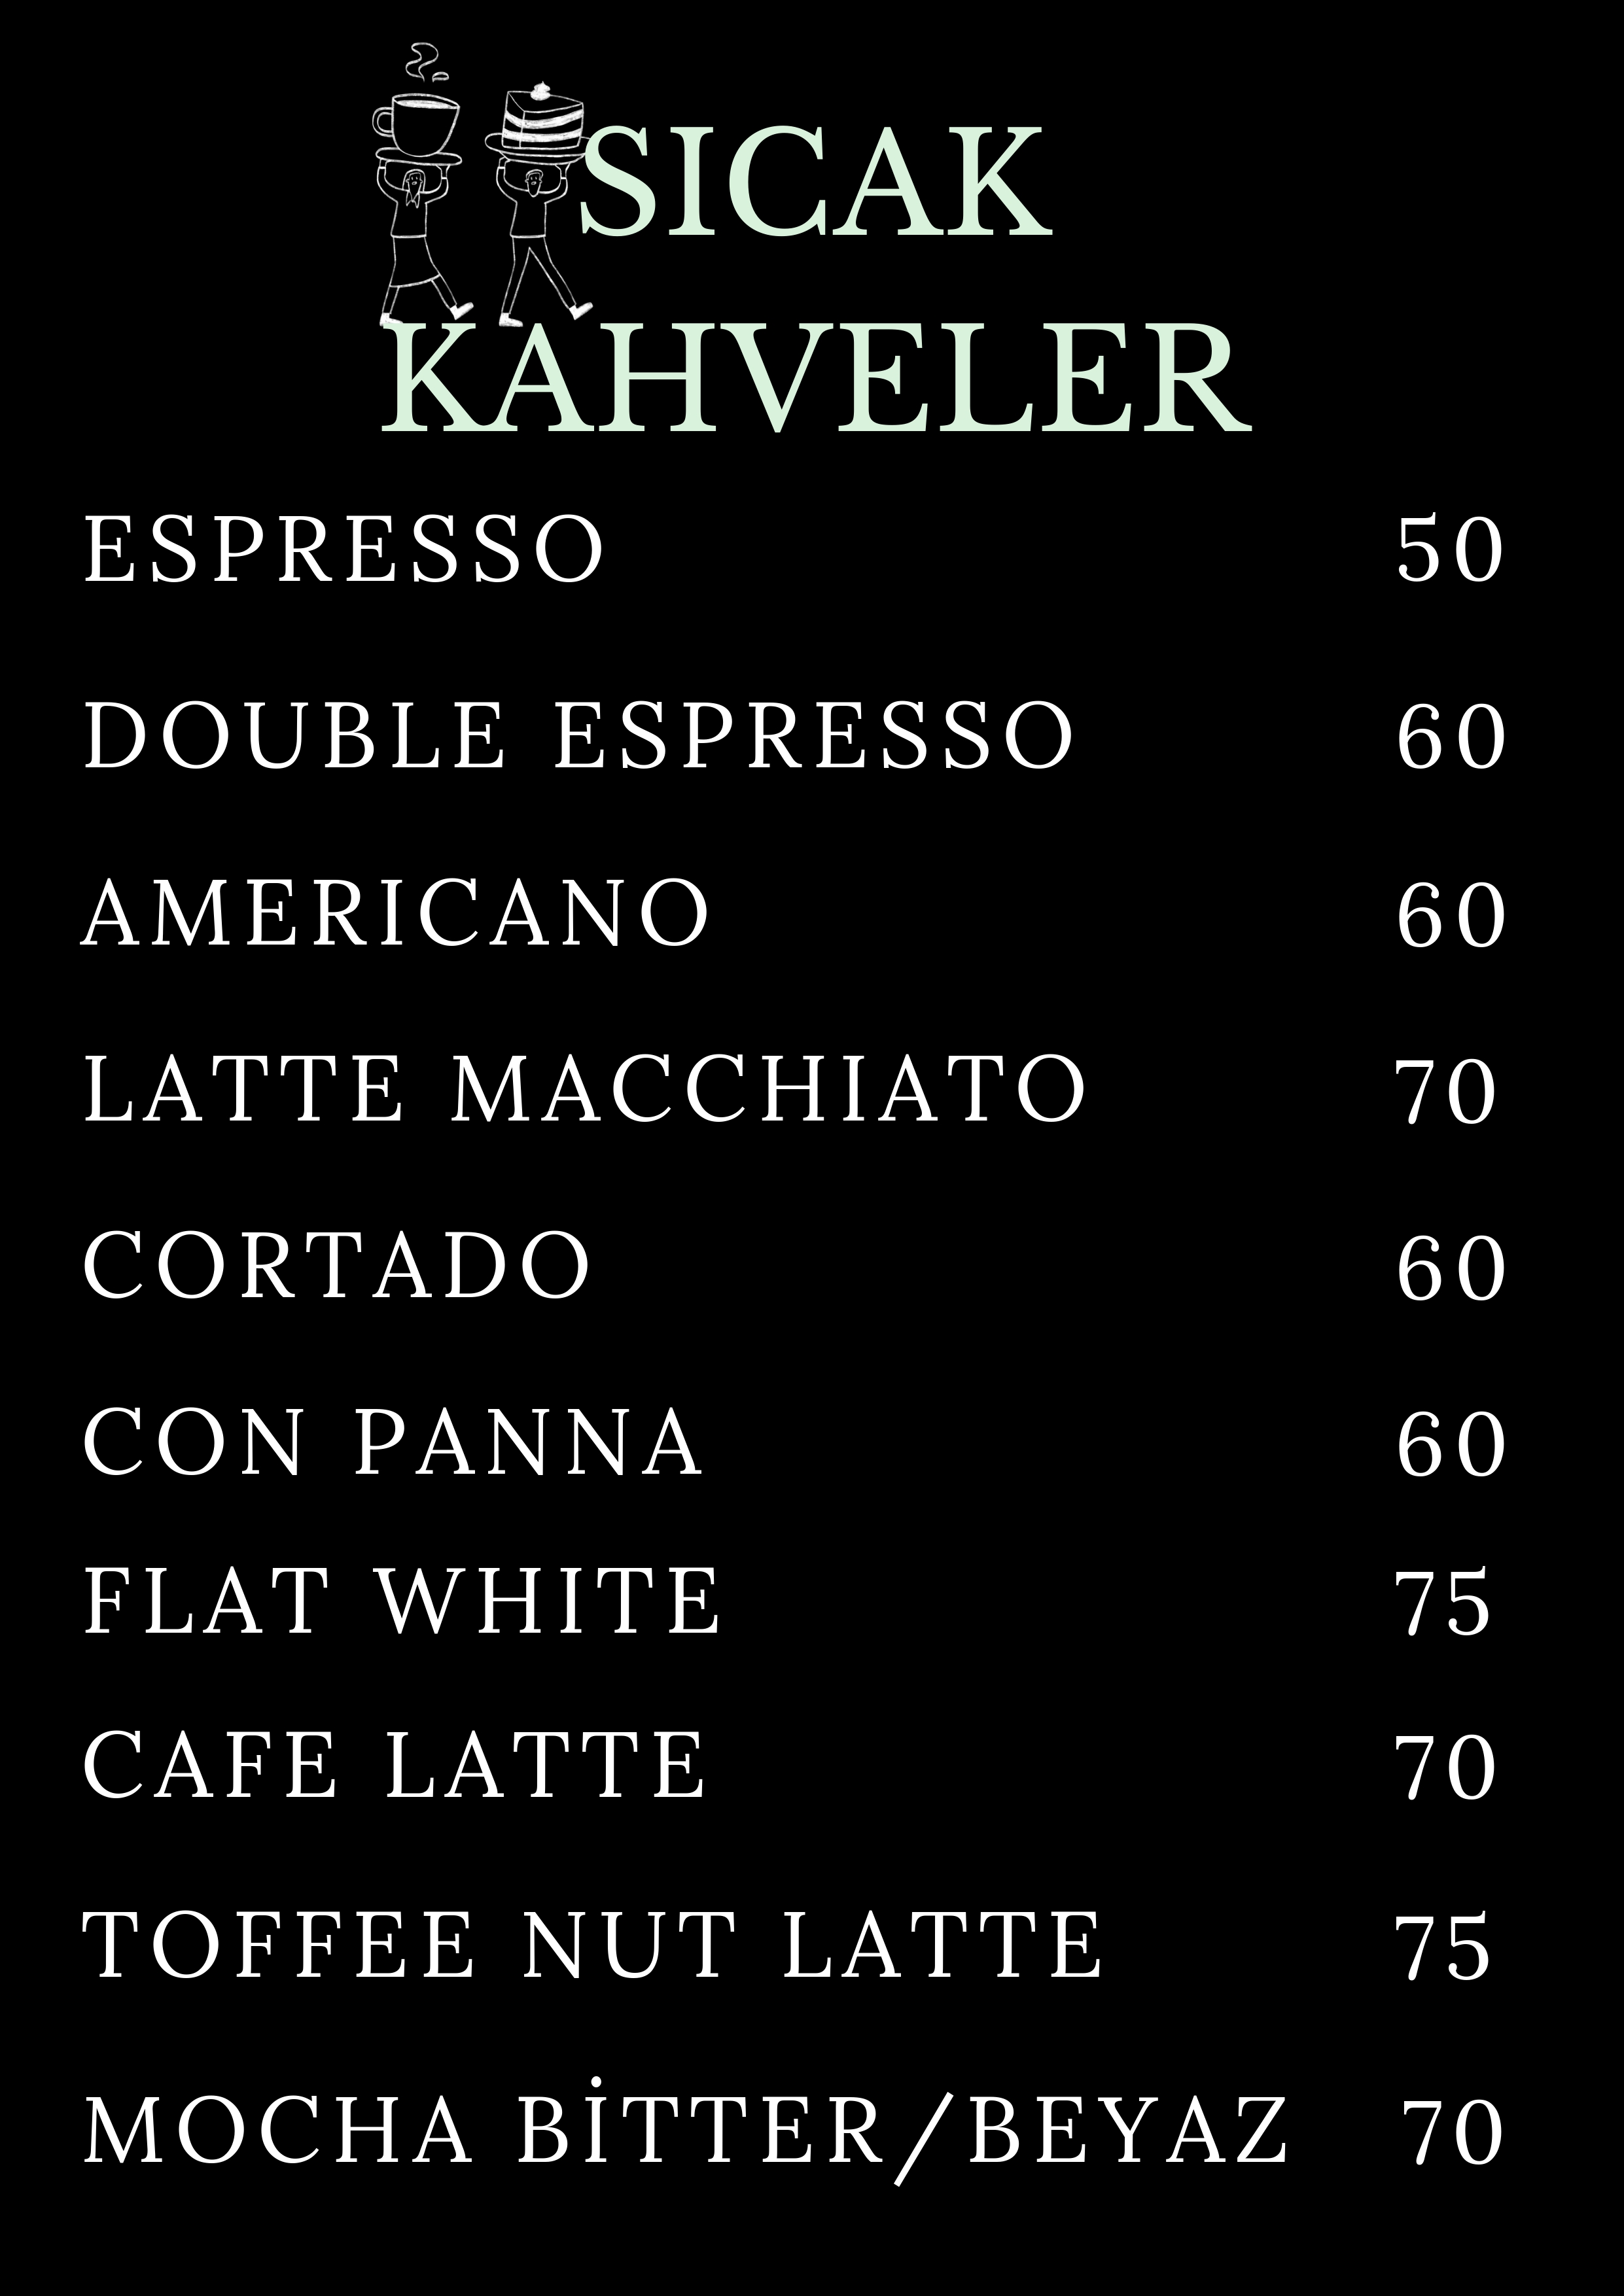 SICAK
KAHVELER
ESPRESSO 50
DOUBLE ESPRESSO 60
AMERICANO 60
LATTE MACCHIATO 70
CORTADO 60
CON PANNA 60
FLAT WHITE 75
CAFE LATTE 70
TOFFEE NUT LATTE 75
MOCHA BİTTER/BEYAZ 70